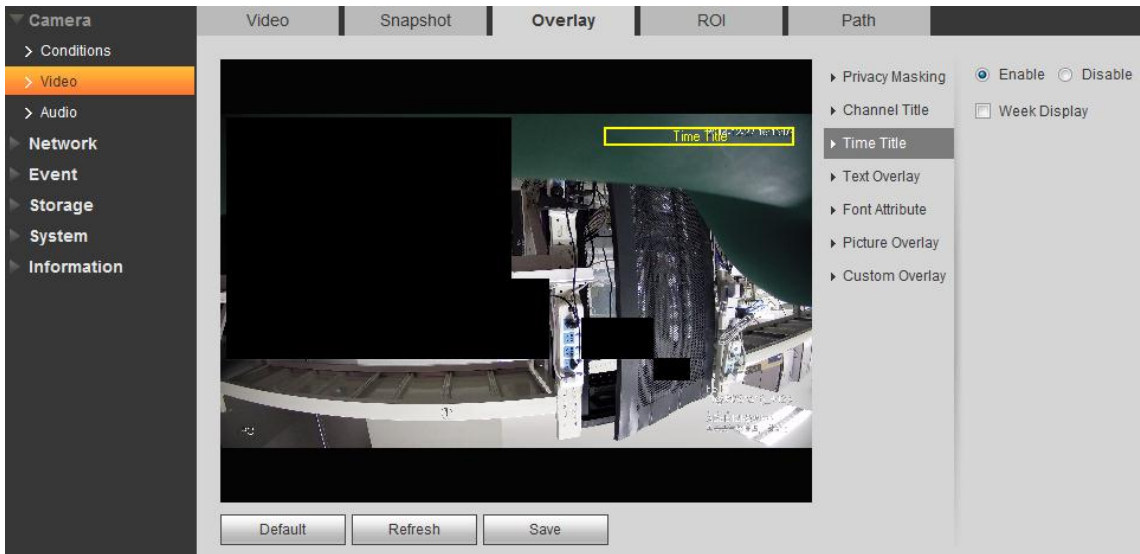 Camera
Conditions
Video
Audio
Network
Event
Storage
System
Information
Video Snapshot Overlay ROI Path
Time Title
Privacy Masking
Channel Title
Time Title
Text Overlay
Font Attribute
Picture Overlay
Custom Overlay
Enable Disable
Week Display
Default Refresh Save